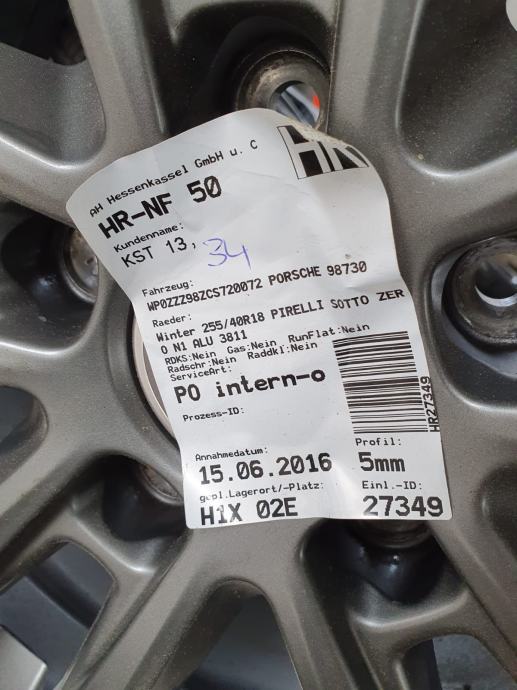 AH Hessenkassel GmbH u. C
HR
HR-NF 50
Kundenname:
KST 13,
34
Fahrzeug:
WP0ZZZ98ZCS720072 PORSCHE 98730
Raeder:
Winter 255/40R18 PIRELLI SOTTO ZER
O N1 ALU 3811
RDKS:Nein Gas:Nein RunFlat:Nein
Radschr:Nein Raddkl:Nein
ServiceArt:
PO intern-o
Prozess-ID:
HR27349
Annahmedatum:
Profil:
15.06.2016
5mm
gepl.Lagerort/-Platz:
Einl.-ID:
H1X 02E
27349